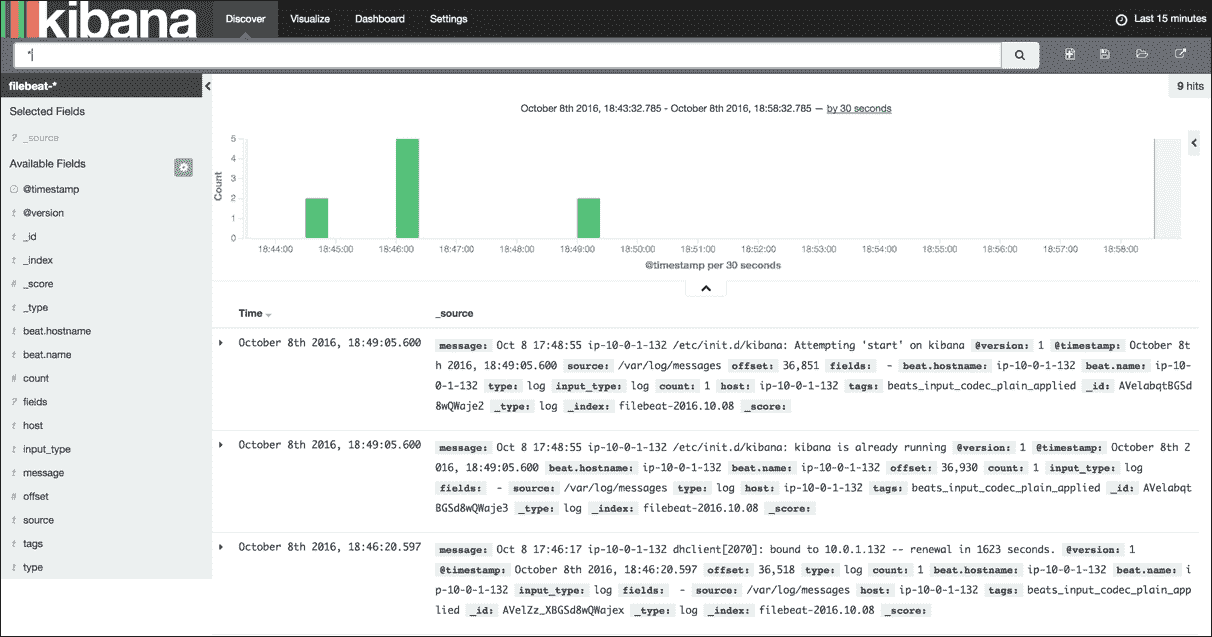 kibana Discover Visualize Dashboard Settings Last 15 minutes
*
filebeat-* 9 hits
Selected Fields
? _source
Available Fields
@timestamp
t @version
t _id
t _index
# _score
t _type
t beat.hostname
t beat.name
# count
? fields
t host
t input_type
t message
# offset
t source
t tags
t type
October 8th 2016, 18:43:32.785 - October 8th 2016, 18:58:32.785 — by 30 seconds
Count
5
4
3
2
1
0
18:44:00 18:45:00 18:46:00 18:47:00 18:48:00 18:49:00 18:50:00 18:51:00 18:52:00 18:53:00 18:54:00 18:55:00 18:56:00 18:57:00 18:58:00
@timestamp per 30 seconds
Time _source
October 8th 2016, 18:49:05.600 message: Oct 8 17:48:55 ip-10-0-1-132 /etc/init.d/kibana: Attempting 'start' on kibana @version: 1 @timestamp: October 8t
h 2016, 18:49:05.600 source: /var/log/messages offset: 36,851 fields: - beat.hostname: ip-10-0-1-132 beat.name: ip-10-
0-1-132 type: log input_type: log count: 1 host: ip-10-0-1-132 tags: beats_input_codec_plain_applied _id: AVelabqtBGSd
8wQWaje2 _type: log _index: filebeat-2016.10.08 _score:
October 8th 2016, 18:49:05.600 message: Oct 8 17:48:55 ip-10-0-1-132 /etc/init.d/kibana: kibana is already running @version: 1 @timestamp: October 8th 2
016, 18:49:05.600 beat.hostname: ip-10-0-1-132 beat.name: ip-10-0-1-132 offset: 36,930 count: 1 input_type: log
fields: - source: /var/log/messages type: log host: ip-10-0-1-132 tags: beats_input_codec_plain_applied _id: AVelabqt
BGSd8wQWaje3 _type: log _index: filebeat-2016.10.08 _score:
October 8th 2016, 18:46:20.597 message: Oct 8 17:46:17 ip-10-0-1-132 dhclient[2070]: bound to 10.0.1.132 -- renewal in 1623 seconds. @version: 1
@timestamp: October 8th 2016, 18:46:20.597 offset: 36,518 type: log count: 1 beat.hostname: ip-10-0-1-132 beat.name: i
p-10-0-1-132 input_type: log fields: - source: /var/log/messages host: ip-10-0-1-132 tags: beats_input_codec_plain_app
lied _id: AVelZz_XBGSd8wQWajex _type: log _index: filebeat-2016.10.08 _score: